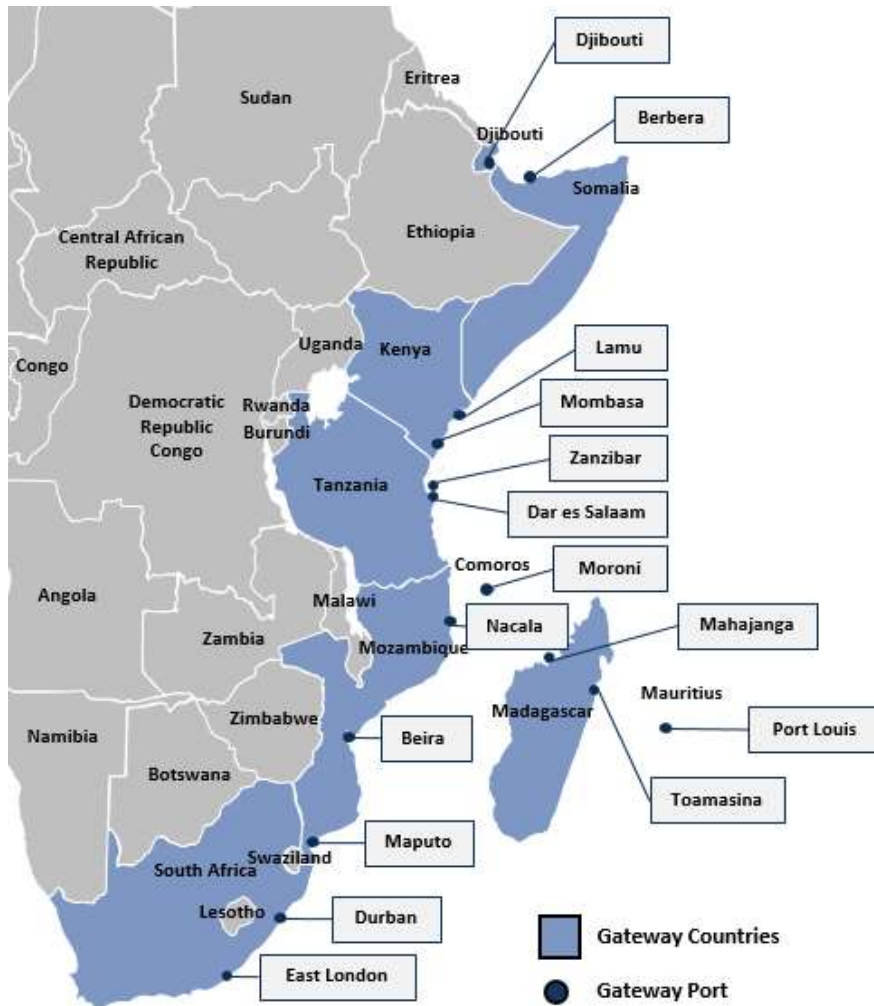 Djibouti
Eritrea
Sudan
Berbera
Djibouti
Somalia
Ethiopia
Central African
Republic
Uganda
Kenya
Lamu
Congo
Mombasa
Democratic
Republic
Congo
Rwanda
Burundi
Zanzibar
Tanzania
Dar es Salaam
Comoros
Moroni
Angola
Malawi
Nacala
Mahajanga
Zambia
Mozambique
Mauritius
Madagascar
Zimbabwe
Namibia
Beira
Port Louis
Botswana
Toamasina
Maputo
Swaziland
South Africa
Lesotho
Durban
Gateway Countries
East London
Gateway Port